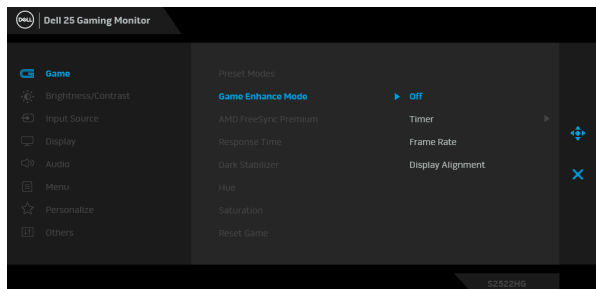 DELL Dell 25 Gaming Monitor
Game
Brightness/Contrast
Input Source
Display
Audio
Menu
Personalize
Others
Preset Modes
Game Enhance Mode
AMD FreeSync Premium
Response Time
Dark Stabilizer
Hue
Saturation
Reset Game
Off
Timer
Frame Rate
Display Alignment
S2522HG